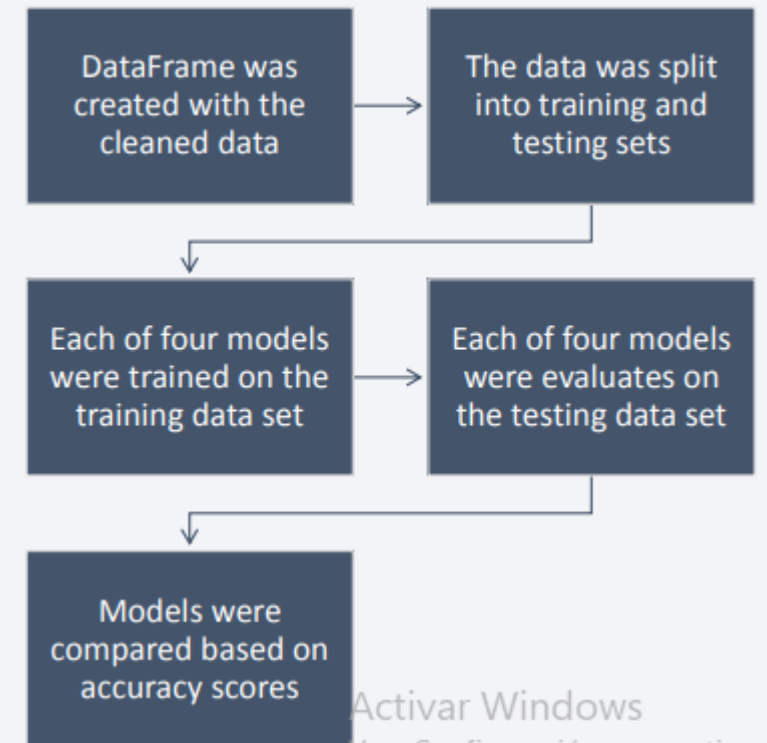 DataFrame was
created with the
cleaned data
The data was split
into training and
testing sets
Each of four models
were trained on the
training data set
Each of four models
were evaluates on
the testing data set
Models were
compared based on
accuracy scores
Activar Windows